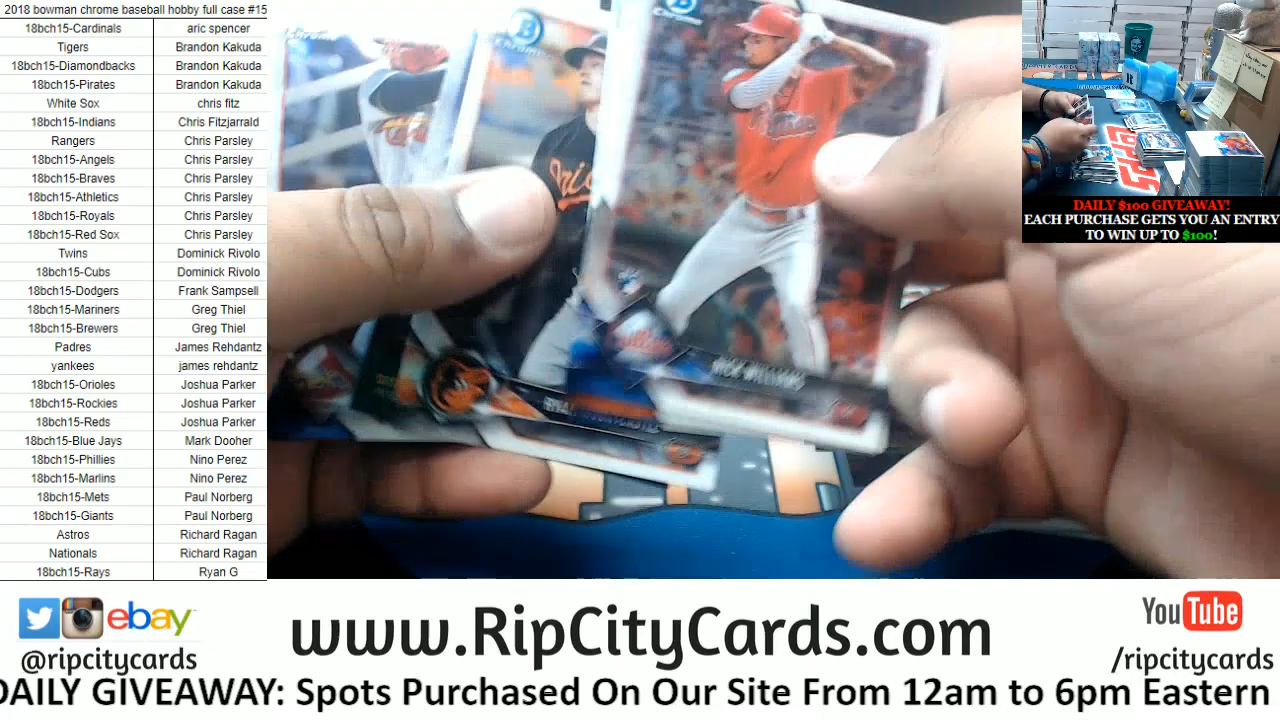 2018 bowman chrome baseball hobby full case #15
18bch15-Cardinals aric spencer
Tigers Brandon Kakuda
18bch15-Diamondbacks Brandon Kakuda
18bch15-Pirates Brandon Kakuda
White Sox chris fitz
18bch15-Indians Chris Fitzjarrald
Rangers Chris Parsley
18bch15-Angels Chris Parsley
18bch15-Braves Chris Parsley
18bch15-Athletics Chris Parsley
18bch15-Royals Chris Parsley
18bch15-Red Sox Chris Parsley
Twins Dominick Rivolo
18bch15-Cubs Dominick Rivolo
18bch15-Dodgers Frank Sampsell
18bch15-Mariners Greg Thiel
18bch15-Brewers Greg Thiel
Padres James Rehdantz
yankees james rehdantz
18bch15-Orioles Joshua Parker
18bch15-Rockies Joshua Parker
18bch15-Reds Joshua Parker
18bch15-Blue Jays Mark Dooher
18bch15-Phillies Nino Perez
18bch15-Marlins Nino Perez
18bch15-Mets Paul Norberg
18bch15-Giants Paul Norberg
Astros Richard Ragan
Nationals Richard Ragan
18bch15-Rays Ryan G
Chrome
NICK WILLIAMS
DAILY $100 GIVEAWAY!
EACH PURCHASE GETS YOU AN ENTRY
TO WIN UP TO $100!
ebay
@ripcitycards
www.RipCityCards.com
YouTube
/ripcitycards
DAILY GIVEAWAY: Spots Purchased On Our Site From 12am to 6pm Eastern